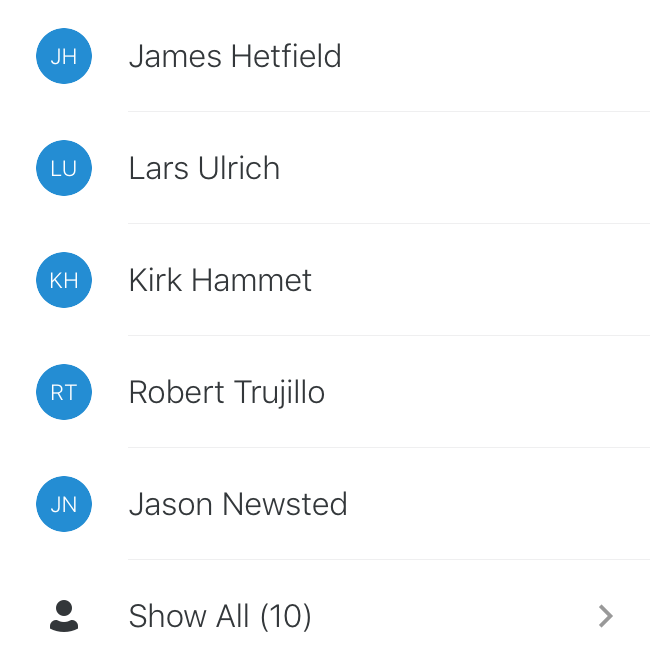 JH James Hetfield
LU Lars Ulrich
KH Kirk Hammet
RT Robert Trujillo
JN Jason Newsted
Show All (10)